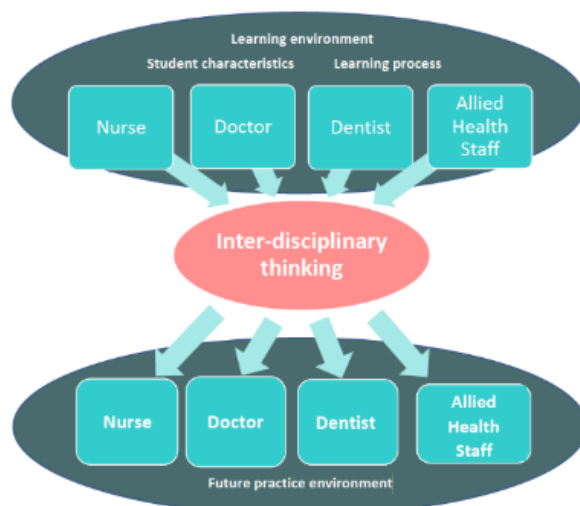 Learning environment
Student characteristics
Learning process
Nurse
Doctor
Dentist
Allied
Health
Staff
Inter-disciplinary
thinking
Nurse
Doctor
Dentist
Allied
Health
Staff
Future practice environment